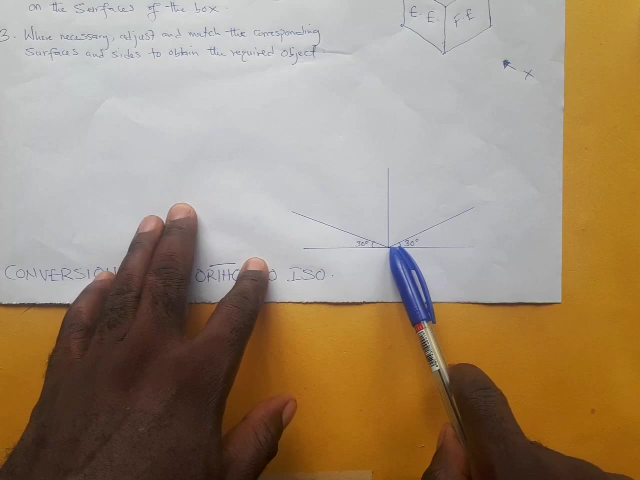 on the Surfaces of the box.
3. Where necessary, adjust and match the corresponding
surfaces and sides to obtain the required object.
E.E. F.E
X
30° 30°
CONVERSION ORTHO TO ISO.